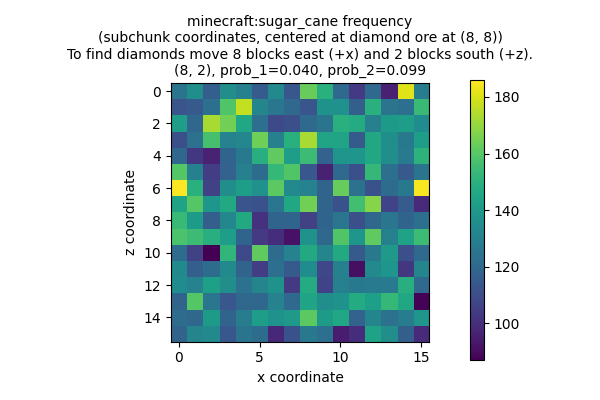 minecraft:sugar_cane frequency
(subchunk coordinates, centered at diamond ore at (8, 8))
To find diamonds move 8 blocks east (+x) and 2 blocks south (+z).
(8, 2), prob_1=0.040, prob_2=0.099
0
2
4
6
8
10
12
14
z coordinate
0
5
10
15
x coordinate
180
160
140
120
100